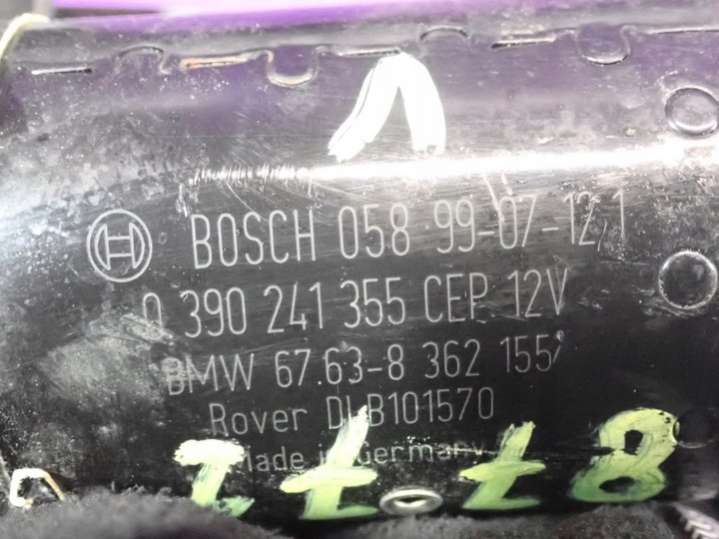 BOSCH 058 99-07-12,1
0 390 241 355 CEP 12V
BMW 67.63-8 362 155
Rover DLB101570
Made in Germany